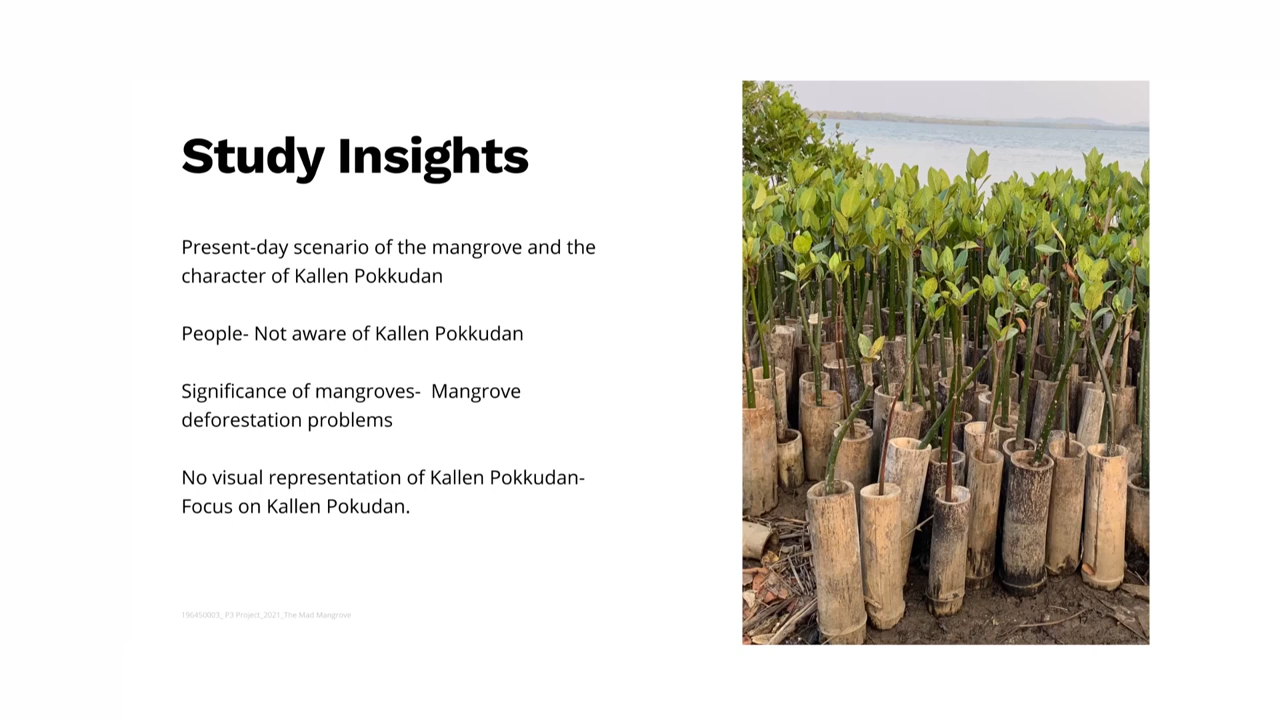 Study Insights
Present-day scenario of the mangrove and the
character of Kallen Pokkudan
People- Not aware of Kallen Pokkudan
Significance of mangroves-  Mangrove
deforestation problems
No visual representation of Kallen Pokkudan-
Focus on Kallen Pokudan.
196450003_ P3 Project_2021_The Mad Mangrove